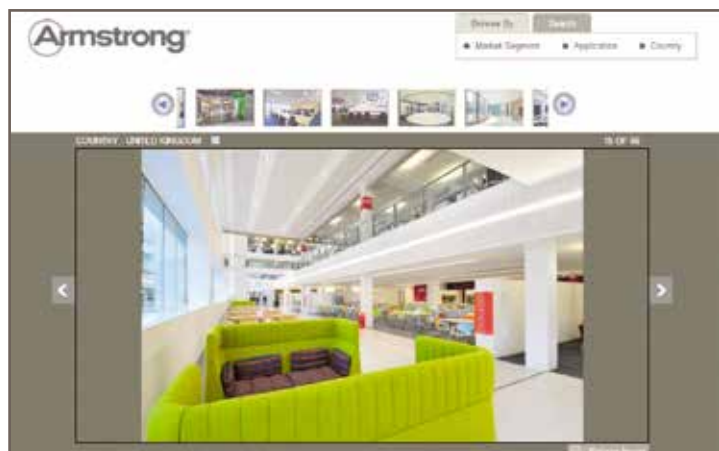 Armstrong
Browse By
Search
Market Segment
Application
Country
COUNTRY : UNITED KINGDOM